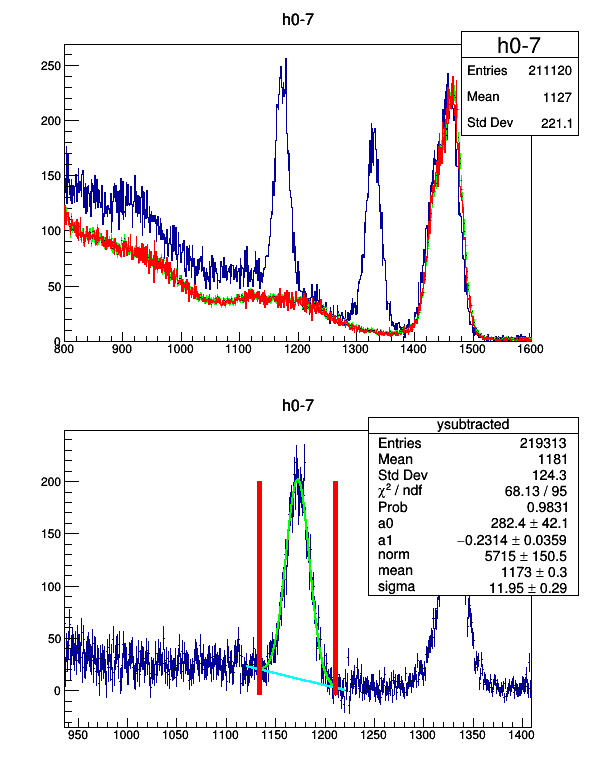 h0-7
h0-7
Entries 211120
Mean 1127
Std Dev 221.1
250
200
150
100
50
0
800 900 1000 1100 1200 1300 1400 1500 1600
h0-7
ysubtracted
Entries 219313
Mean 1181
Std Dev 124.3
χ² / ndf 68.13 / 95
Prob 0.9831
a0 282.4 ± 42.1
a1 −0.2314 ± 0.0359
norm 5715 ± 150.5
mean 1173 ± 0.3
sigma 11.95 ± 0.29
200
150
100
50
0
950 1000 1050 1100 1150 1200 1250 1300 1350 1400